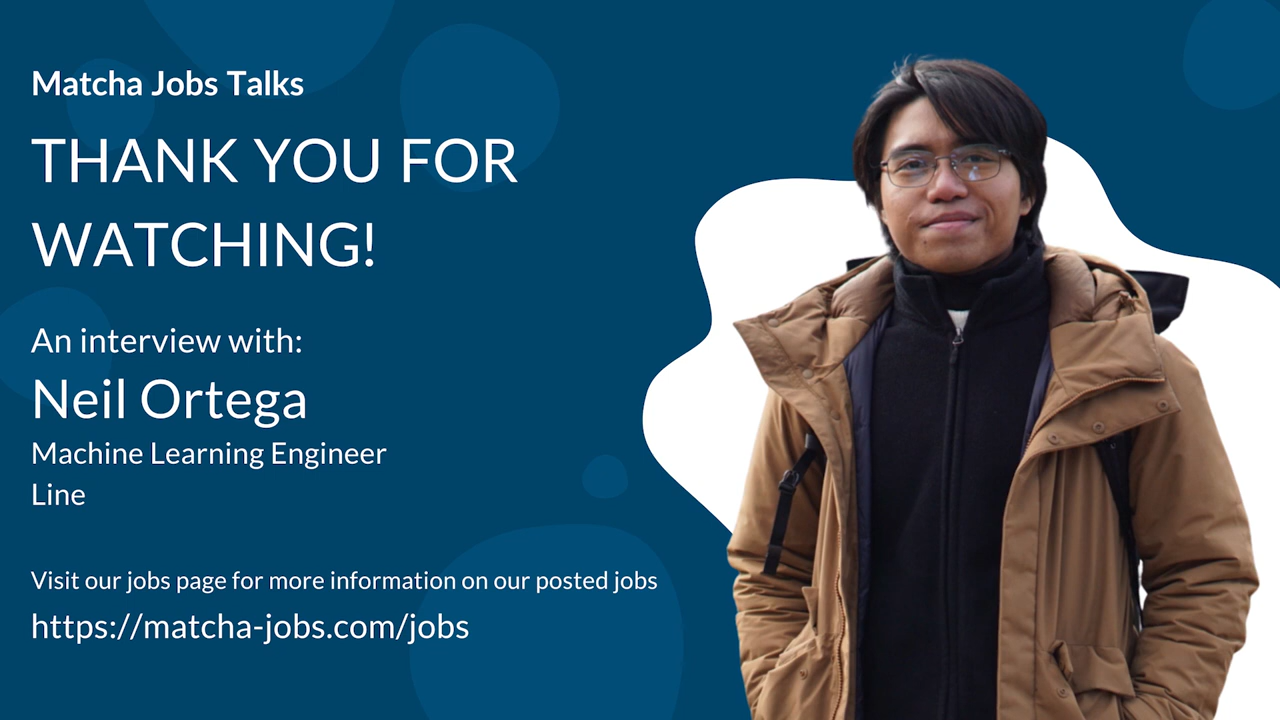 Matcha Jobs Talks
THANK YOU FOR
WATCHING!
An interview with:
Neil Ortega
Machine Learning Engineer
Line
Visit our jobs page for more information on our posted jobs
https://matcha-jobs.com/jobs